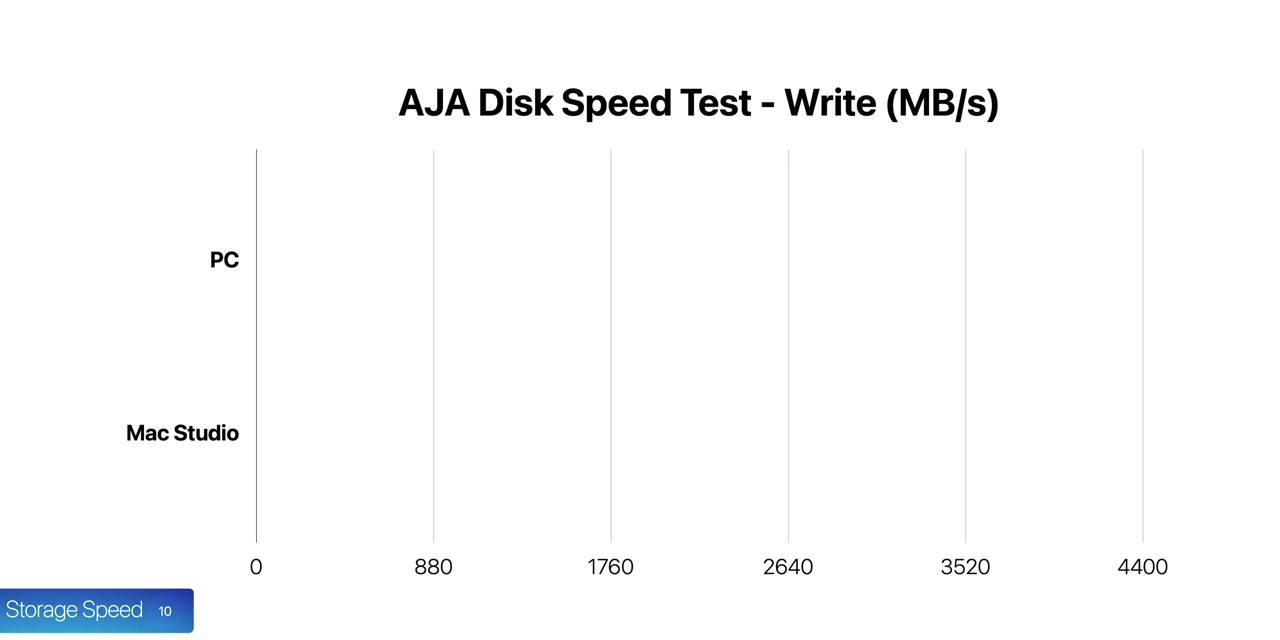 AJA Disk Speed Test - Write (MB/s)
PC
Mac Studio
0 880 1760 2640 3520 4400
Storage Speed 10